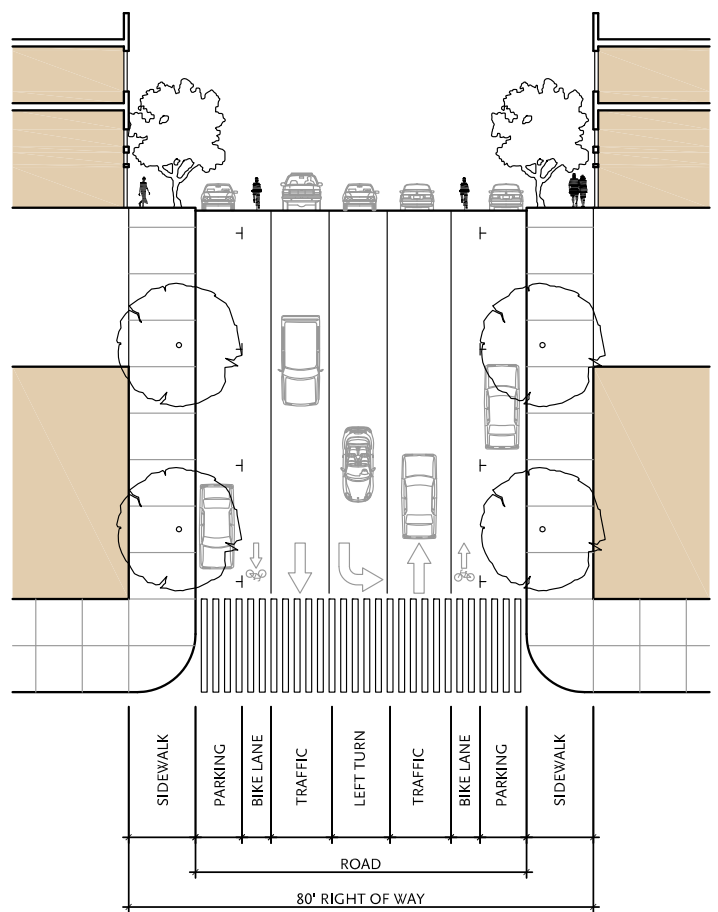 SIDEWALK
PARKING
BIKE LANE
TRAFFIC
LEFT TURN
TRAFFIC
BIKE LANE
PARKING
SIDEWALK
ROAD
80' RIGHT OF WAY